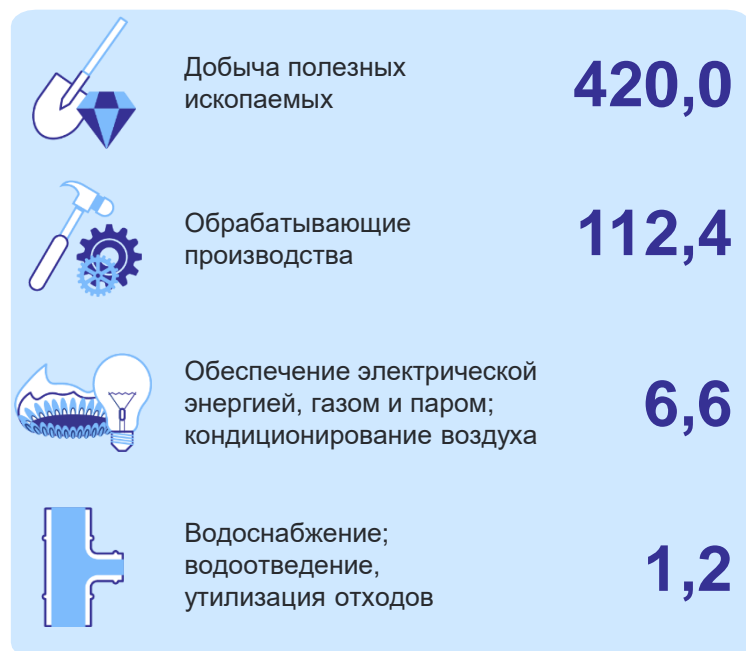 Добыча полезных
ископаемых
420,0
Обрабатывающие
производства
112,4
Обеспечение электрической
энергией, газом и паром;
кондиционирование воздуха
6,6
Водоснабжение;
водоотведение,
утилизация отходов
1,2